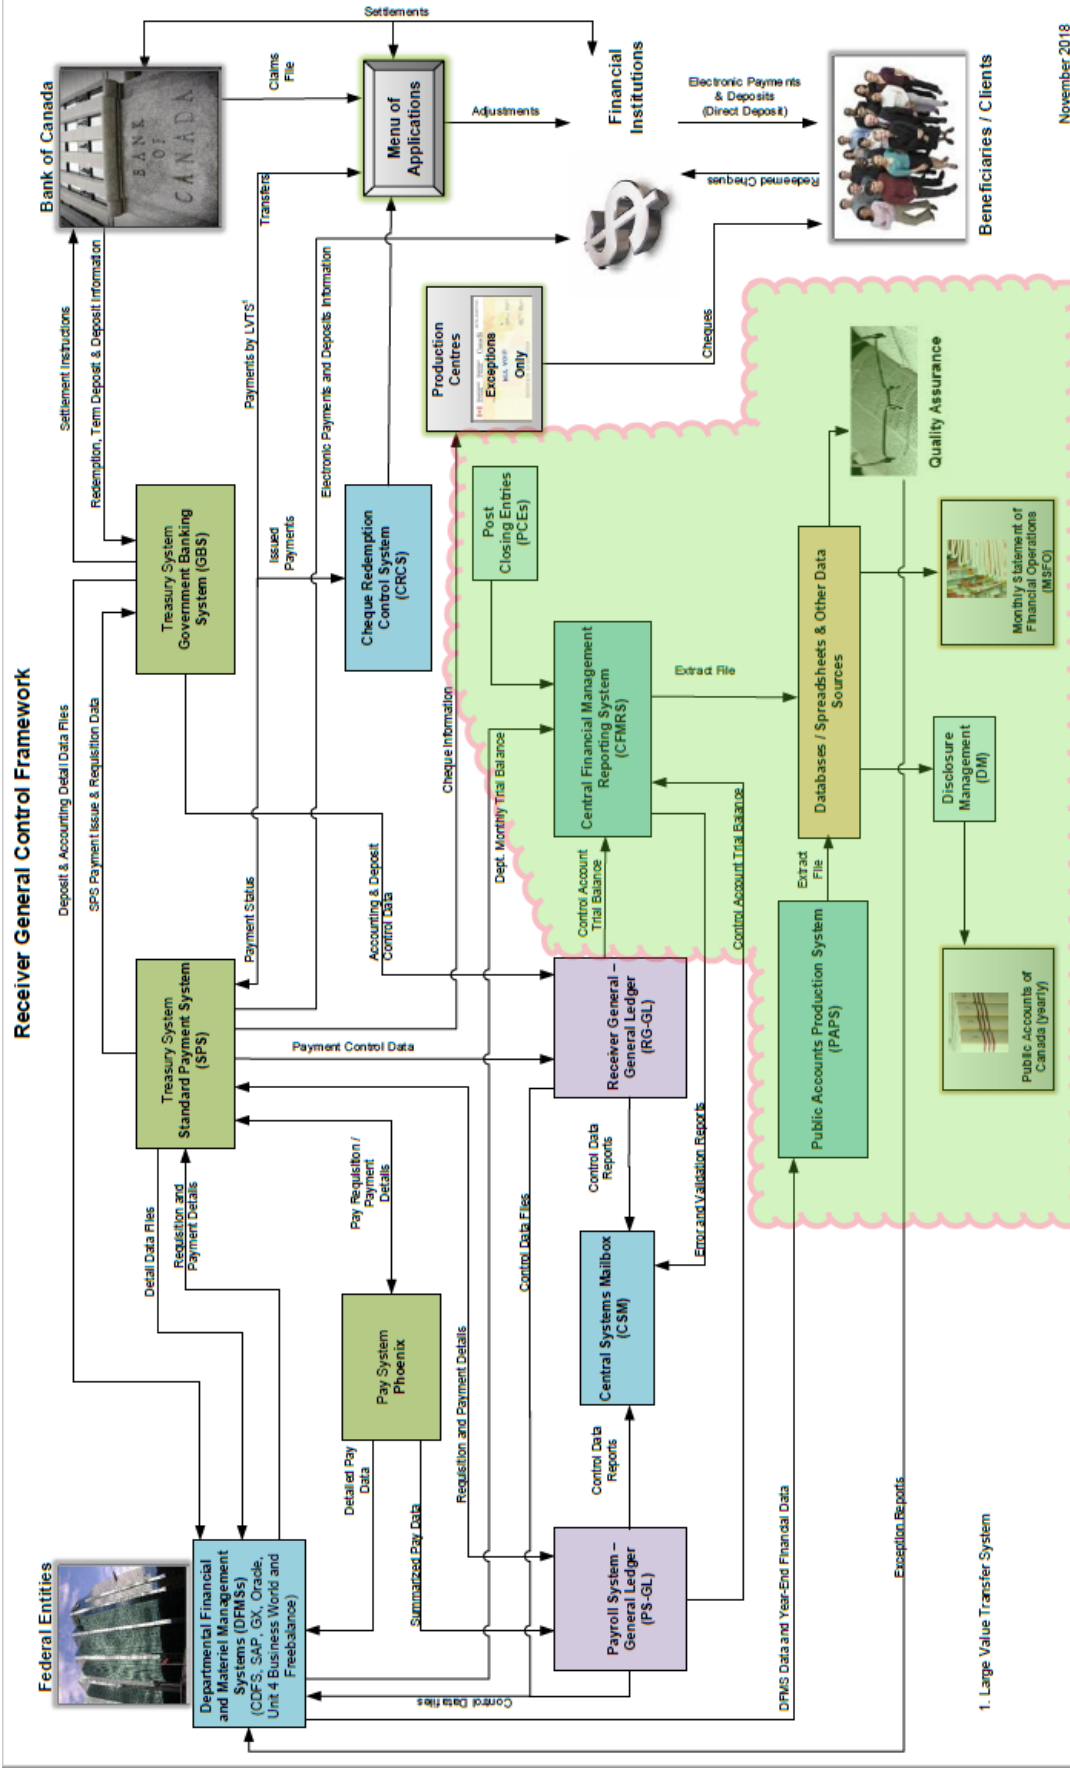 Receiver General Control Framework
Federal Entities
Bank of Canada
Departmental Financial
and Materiel Management
Systems (DFMSs)
(CDFS, SAP, GX, Oracle,
Unit 4 Business World and
Freebalance)
Deposit & Accounting Detail Data Files
SPS Payment Issue & Requisition Data
Settlement Instructions
Redemption, Term Deposit & Deposit Information
Detail Data Files
Requisition and
Payment Details
Treasury System
Standard Payment System
(SPS)
Treasury System
Government Banking
System (GBS)
BANK
OF
CANADA
Claims
File
Settlements
Payment Status
Issued
Payments
Payments by LVTS¹
Transfers
Menu of
Applications
Adjustments
Payment Control Data
Accounting & Deposit
Control Data
Electronic Payments and Deposits Information
Cheque Redemption
Control System
(CRCS)
Pay System
Phoenix
Pay Requisition /
Payment
Details
Detailed Pay
Data
Summarized Pay Data
Requisition and Payment Details
Cheque Information
Dept. Monthly Trial Balance
Production
Centres
Exceptions
Only
Financial
Institutions
Electronic Payments
& Deposits
(Direct Deposit)
Redeemed Cheques
Cheques
Beneficiaries / Clients
Post
Closing Entries
(PCEs)
Control Data Files
Control Data files
Payroll System –
General Ledger
(PS-GL)
Control Data
Reports
Central Systems Mailbox
(CSM)
Control Data
Reports
Receiver General –
General Ledger
(RG-GL)
Control Account
Trial Balance
Central Financial Management
Reporting System
(CFMRS)
Extract File
Error and Validation Reports
Control Account Trial Balance
DFMS Data and Year-End Financial Data
Public Accounts Production System
(PAPS)
Extract
File
Databases / Spreadsheets & Other Data
Sources
Quality Assurance
Exception Reports
Public Accounts of
Canada (yearly)
Disclosure
Management
(DM)
Monthly Statement of
Financial Operations
(MSFO)
1. Large Value Transfer System
November 2018